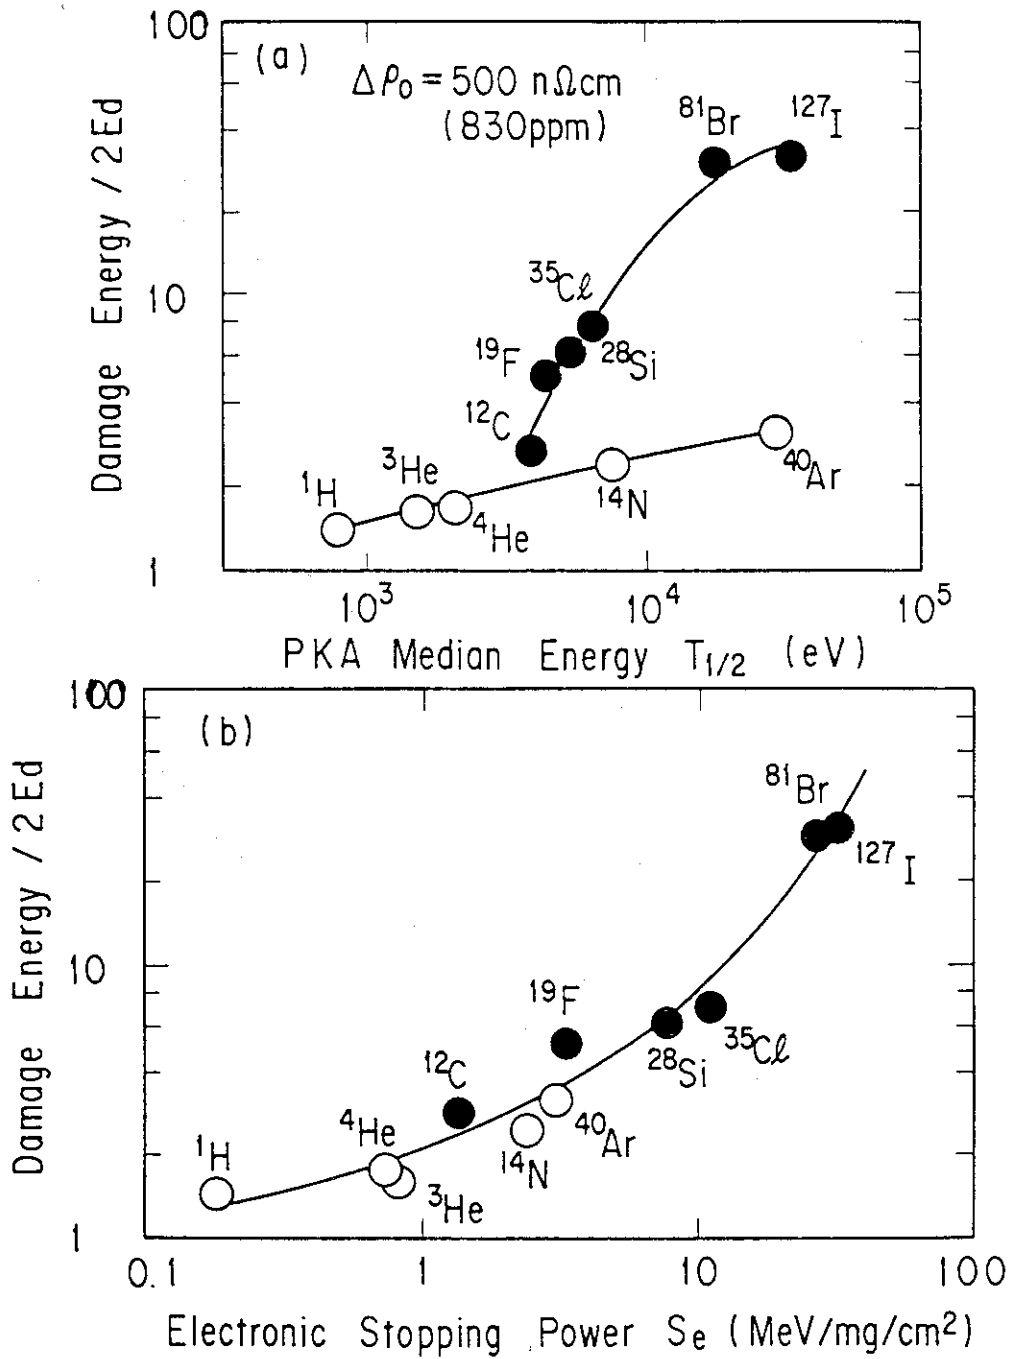 100
(a)
Δρ₀ = 500 nΩcm
(830ppm)
⁸¹Br
¹²⁷I
³⁵Cℓ
10
¹⁹F
²⁸Si
¹²C
³He
⁴⁰Ar
¹H
¹⁴N
⁴He
1
10³
10⁴
10⁵
Damage Energy / 2Ed
PKA Median Energy T₁/₂ (eV)
100
(b)
⁸¹Br
¹²⁷I
10
¹⁹F
³⁵Cℓ
²⁸Si
¹²C
⁴He
⁴⁰Ar
¹H
¹⁴N
³He
1
0.1
1
10
100
Damage Energy / 2Ed
Electronic Stopping Power Se (MeV/mg/cm²)